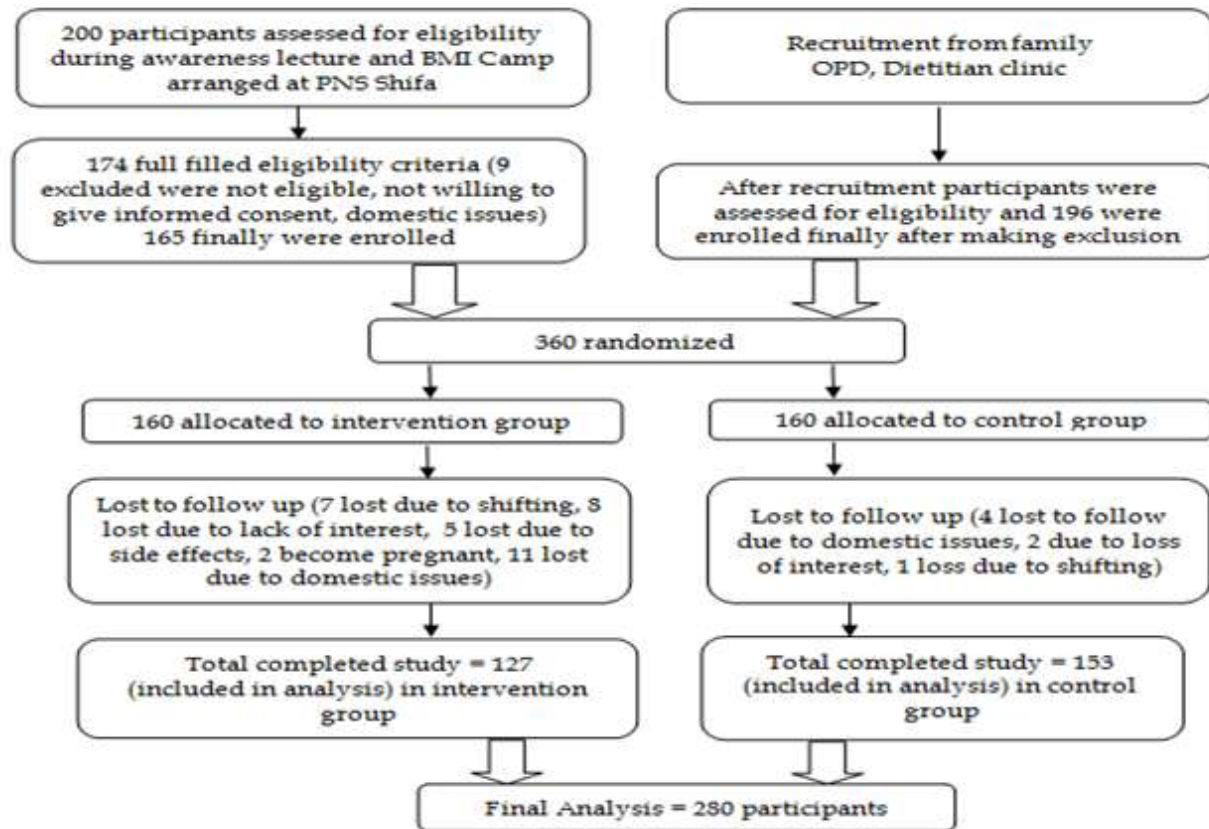 200 participants assessed for eligibility
during awareness lecture and BMI Camp
arranged at PNS Shifa
Recruitment from family
OPD, Dietitian clinic
174 full filled eligibility criteria (9
excluded were not eligible, not willing to
give informed consent, domestic issues)
165 finally were enrolled
After recruitment participants were
assessed for eligibility and 196 were
enrolled finally after making exclusion
360 randomized
160 allocated to intervention group
160 allocated to control group
Lost to follow up (7 lost due to shifting, 8
lost due to lack of interest, 5 lost due to
side effects, 2 become pregnant, 11 lost
due to domestic issues)
Lost to follow up (4 lost to follow
due to domestic issues, 2 due to loss
of interest, 1 loss due to shifting)
Total completed study = 127
(included in analysis) in intervention
group
Total completed study = 153
(included in analysis) in control
group
Final Analysis = 280 participants